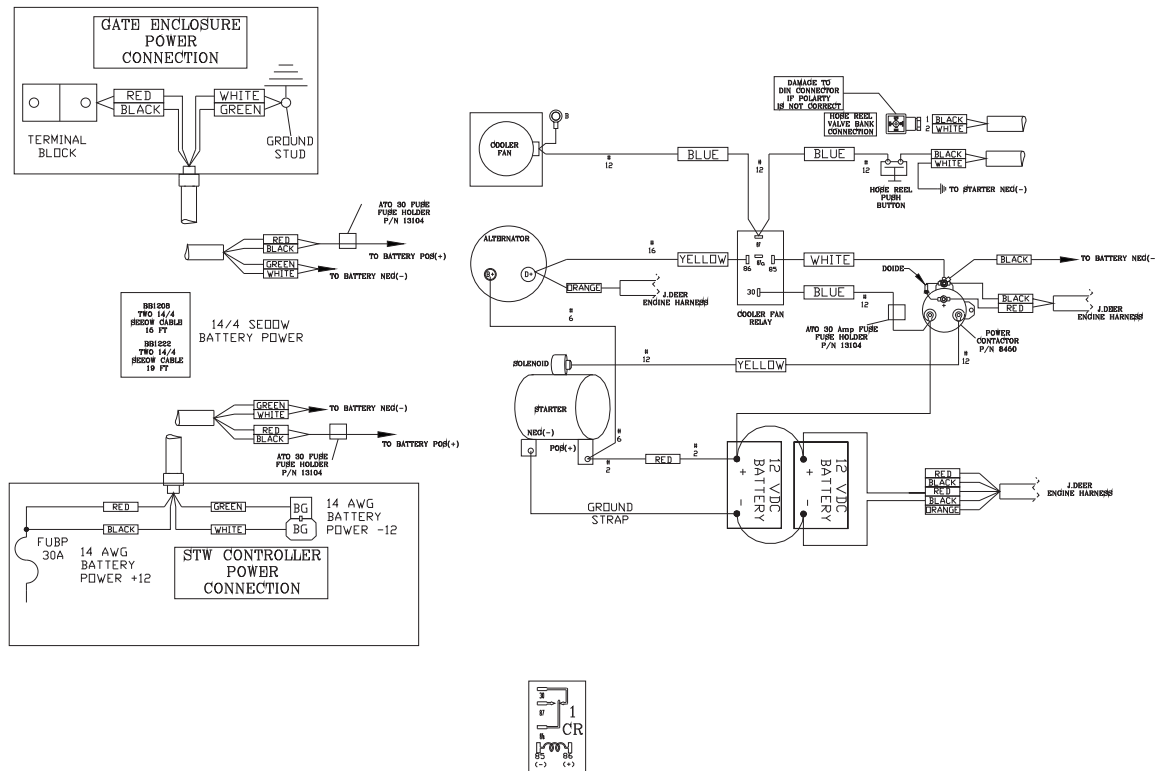 GATE ENCLOSURE
POWER
CONNECTION
RED
BLACK
WHITE
GREEN
TERMINAL
BLOCK
GROUND
STUD
ATO 30 FUSE
FUSE HOLDER
P/N 13104
RED
BLACK
TO BATTERY POS(+)
GREEN
WHITE
TO BATTERY NEG(-)
BB1208
TWO 14/4
SEEOW CABLE
16 FT
BB1222
TWO 14/4
SEEOW CABLE
19 FT
14/4 SEOOW
BATTERY POWER
GREEN
WHITE
TO BATTERY NEG(-)
RED
BLACK
TO BATTERY POS(+)
ATO 30 FUSE
FUSE HOLDER
P/N 13104
RED
GREEN
BG
BLACK
WHITE
BG
14 AWG
BATTERY
POWER -12
FUBP
30A
14 AWG
BATTERY
POWER +12
STW CONTROLLER
POWER
CONNECTION
DAMAGE TO
DIN CONNECTOR
IF POLARTY
IS NOT CORRECT
HOSE REEL
VALVE BANK
CONNECTION
1
2
BLACK
WHITE
B
COOLER
FAN
#
12
BLUE
#
12
BLUE
#
12
BLACK
WHITE
TO STARTER NEG(-)
HOSE REEL
PUSH
BUTTON
ALTERNATOR
B+
D+
#
16
YELLOW
87
86
85
30
WHITE
DOIDE
BLACK
TO BATTERY NEG(-
ORANGE
J.DEER
ENGINE HARNESS
BLUE
#
12
+
BLACK
RED
J.DEER
ENGINE HARNESS
COOLER FAN
RELAY
ATO 30 Amp FUSE
FUSE HOLDER
P/N 13104
POWER
CONTACTOR
P/N 8460
#
6
SOLENOID
#
12
YELLOW
#
12
STARTER
NEG(-)
POS(+)
#
6
#
2
RED
#
2
+
-
12 VDC
BATTERY
+
-
12 VDC
BATTERY
GROUND
STRAP
RED
BLACK
RED
BLACK
ORANGE
J.DEER
ENGINE HARNESS
30
87
1
CR
85
86
(-)
(+)